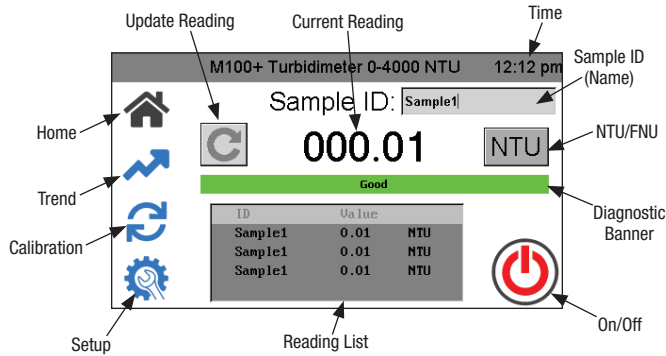 Update Reading
Current Reading
Time
M100+ Turbidimeter 0-4000 NTU
12:12 pm
Sample ID
(Name)
Sample ID:
Sample1
Home
000.01
NTU
NTU/FNU
Good
Trend
Diagnostic
Banner
ID Value
Sample1 0.01 NTU
Sample1 0.01 NTU
Sample1 0.01 NTU
Calibration
Setup
Reading List
On/Off